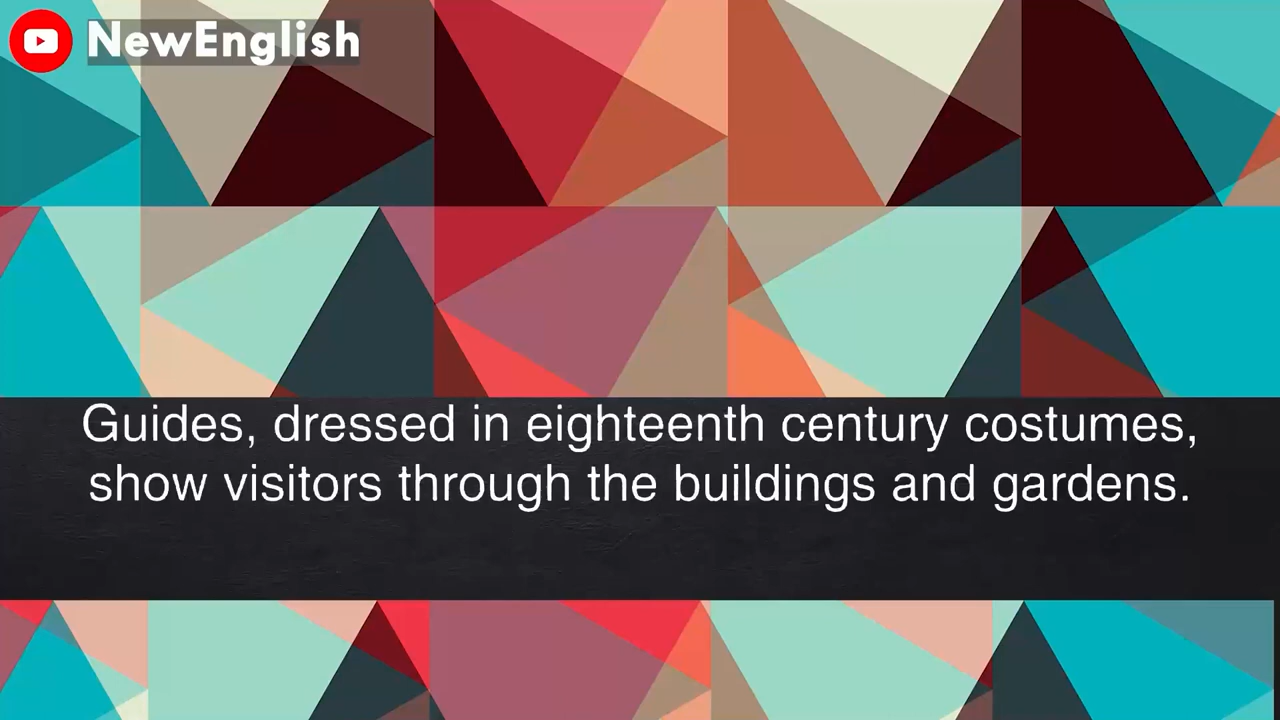 NewEnglish
Guides, dressed in eighteenth century costumes,
show visitors through the buildings and gardens.